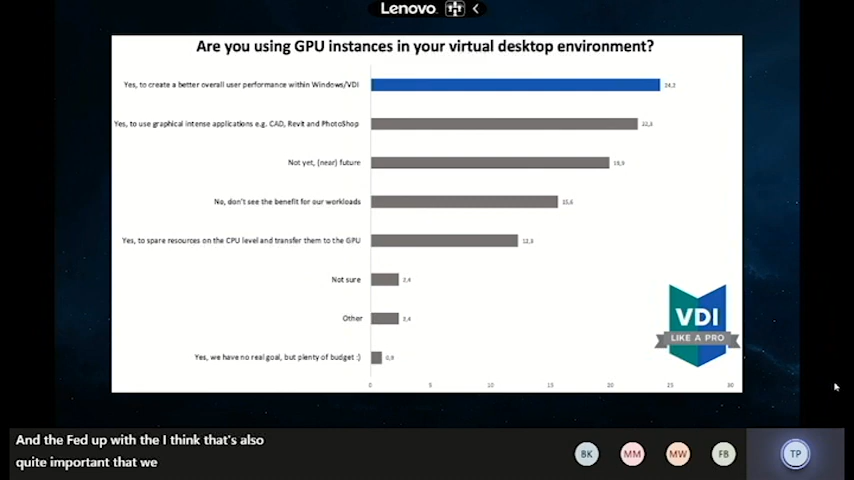 Lenovo
Are you using GPU instances in your virtual desktop environment?
Yes, to create a better overall user performance within Windows/VDI
24,2
Yes, to use graphical intense applications e.g. CAD, Revit and PhotoShop
22,3
Not yet, (near) future
19,9
No, don't see the benefit for our workloads
15,6
Yes, to spare resources on the CPU level and transfer them to the GPU
12,3
Not sure
2,4
Other
2,4
Yes, we have no real goal, but plenty of budget :)
0,9
0 5 10 15 20 25 30
VDI
LIKE A PRO
And the Fed up with the I think that's also
quite important that we
BK MM MW FB TP